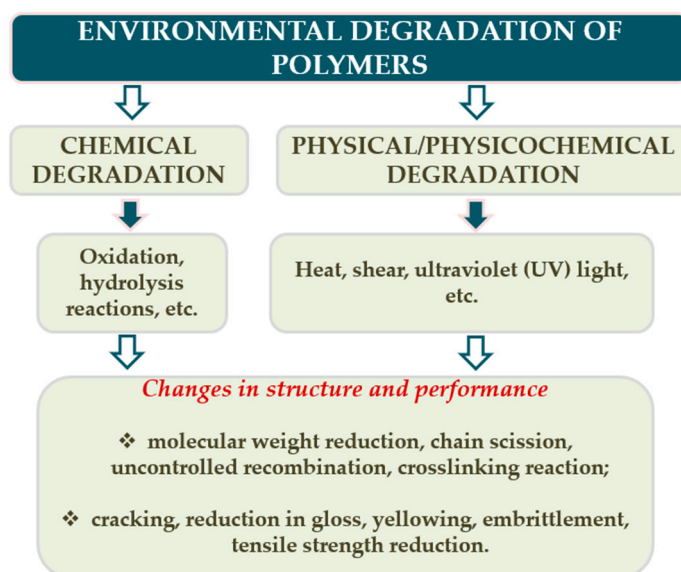 ENVIRONMENTAL DEGRADATION OF
POLYMERS
CHEMICAL
DEGRADATION
PHYSICAL/PHYSICOCHEMICAL
DEGRADATION
Oxidation,
hydrolysis
reactions, etc.
Heat, shear, ultraviolet (UV) light,
etc.
Changes in structure and performance
❖ molecular weight reduction, chain scission,
uncontrolled recombination, crosslinking reaction;
❖ cracking, reduction in gloss, yellowing, embrittlement,
tensile strength reduction.